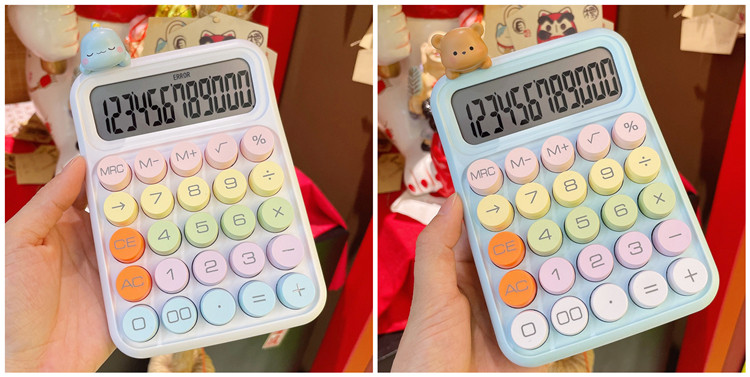 ERROR
123456789000
MRC M- M+ √ %
→ 7 8 9 ÷
CE 4 5 6 ×
AC 1 2 3 −
0 00 · = +
123456789000
MRC M- M+ √ %
→ 7 8 9 ÷
CE 4 5 6 ×
AC 1 2 3 −
0 00 · = +